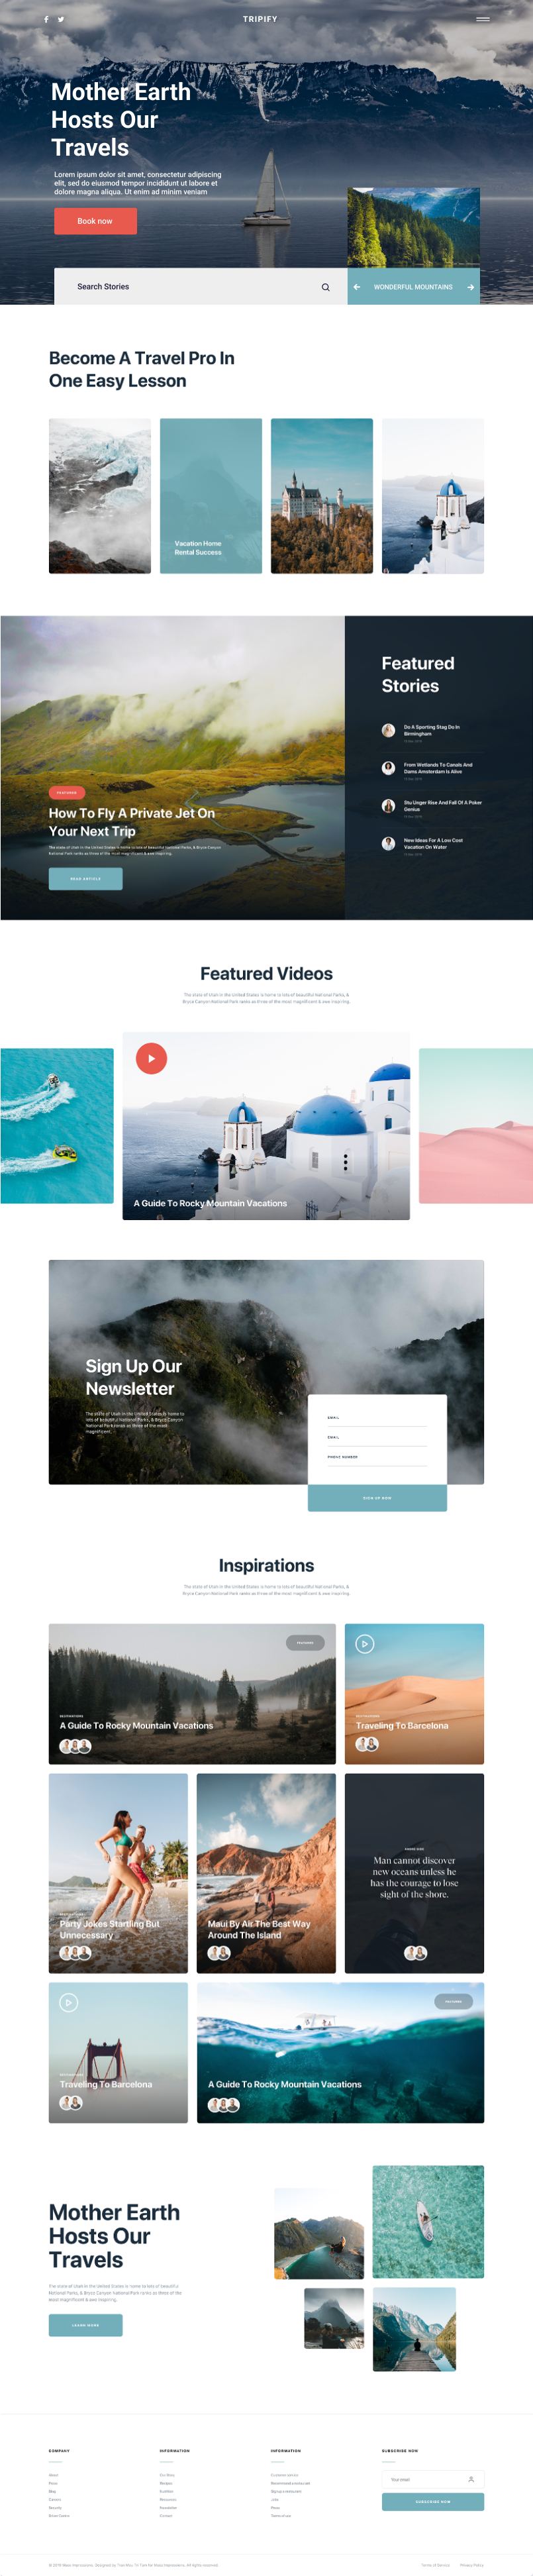 TRIPIFY
Mother Earth
Hosts Our
Travels
Lorem ipsum dolor sit amet, consectetur adipiscing
elit, sed do eiusmod tempor incididunt ut labore et
dolore magna aliqua. Ut enim ad minim veniam
Book now
Search Stories
WONDERFUL MOUNTAINS
Become A Travel Pro In
One Easy Lesson
Vacation Home
Rental Success
FEATURED
How To Fly A Private Jet On
Your Next Trip
The state of Utah in the United States is home to lots of beautiful National Parks, & Bryce Canyon
National Park ranks as three of the most magnificent & awe inspiring.
READ ARTICLE
Featured
Stories
Do A Sporting Stag Do In
Birmingham
From Wetlands To Canals And
Dams Amsterdam Is Alive
Stu Unger Rise And Fall Of A Poker
Genius
New Ideas For A Low Cost
Vacation On Water
Featured Videos
The state of Utah in the United States is home to lots of beautiful National Parks, &
Bryce Canyon National Park ranks as three of the most magnificent & awe inspiring.
A Guide To Rocky Mountain Vacations
Sign Up Our
Newsletter
The state of Utah in the United States is home to
lots of beautiful National Parks, & Bryce Canyon
National Park ranks as three of the most
magnificent.
EMAIL
EMAIL
PHONE NUMBER
SIGN UP NOW
Inspirations
The state of Utah in the United States is home to lots of beautiful National Parks, &
Bryce Canyon National Park ranks as three of the most magnificent & awe inspiring.
FEATURED
A Guide To Rocky Mountain Vacations
Traveling To Barcelona
Party Jokes Startling But
Unnecessary
Maui By Air The Best Way
Around The Island
Man cannot discover
new oceans unless he
has the courage to lose
sight of the shore.
Traveling To Barcelona
FEATURED
A Guide To Rocky Mountain Vacations
Mother Earth
Hosts Our
Travels
The state of Utah in the United States is home to lots of beautiful
National Parks, & Bryce Canyon National Park ranks as three of the
most magnificent & awe inspiring.
LEARN MORE
COMPANY
INFORMATION
INFORMATION
SUBSCRIBE NOW
About
Press
Blog
Careers
Customer service
Jobs
Your email
SUBSCRIBE NOW
Terms of Service
Privacy Policy